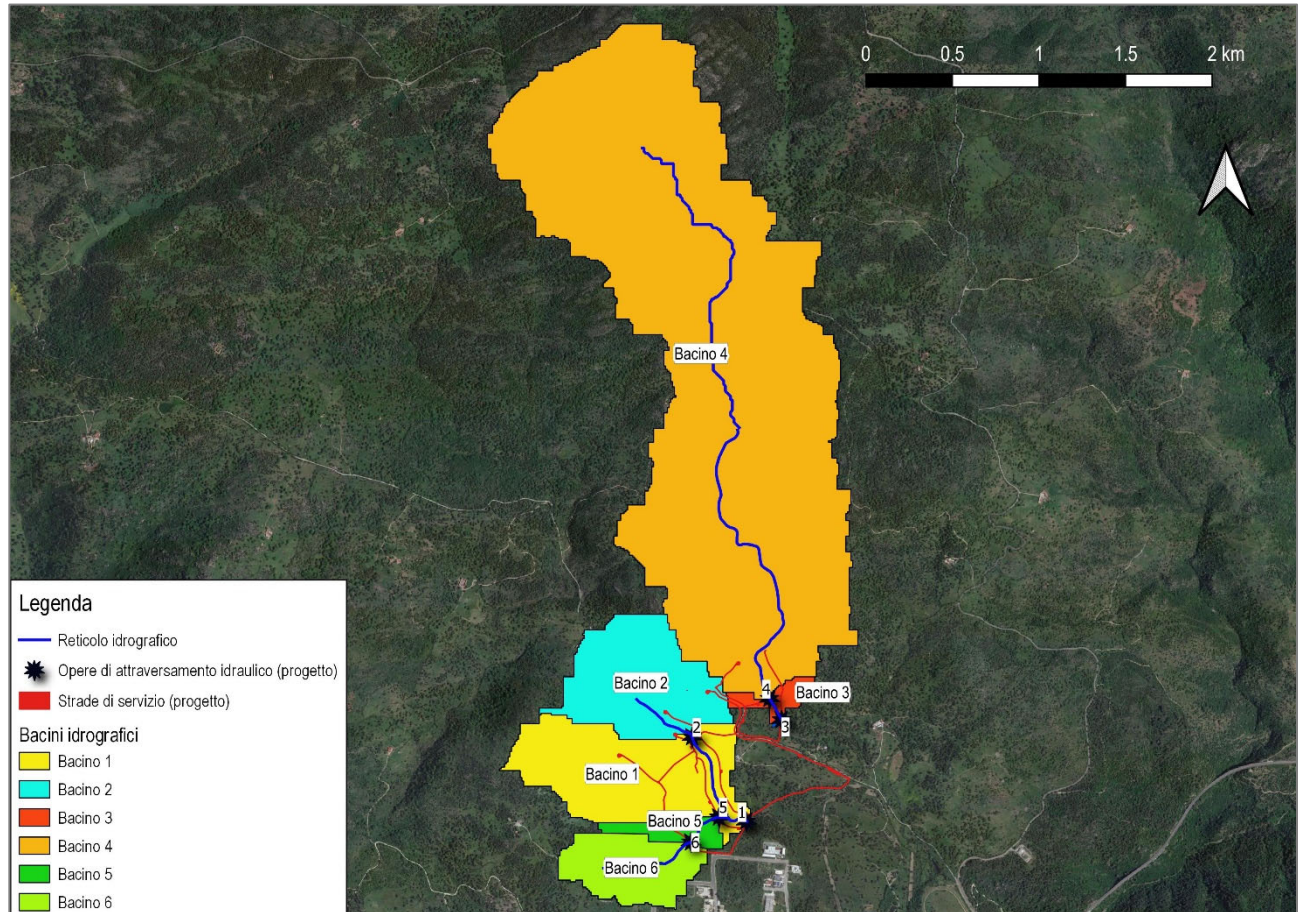 0 0.5 1 1.5 2 km
Bacino 4
Bacino 2
4
Bacino 3
3
2
Bacino 1
5
1
Bacino 5
6
Bacino 6
Legenda
Reticolo idrografico
Opere di attraversamento idraulico (progetto)
Strade di servizio (progetto)
Bacini idrografici
Bacino 1
Bacino 2
Bacino 3
Bacino 4
Bacino 5
Bacino 6